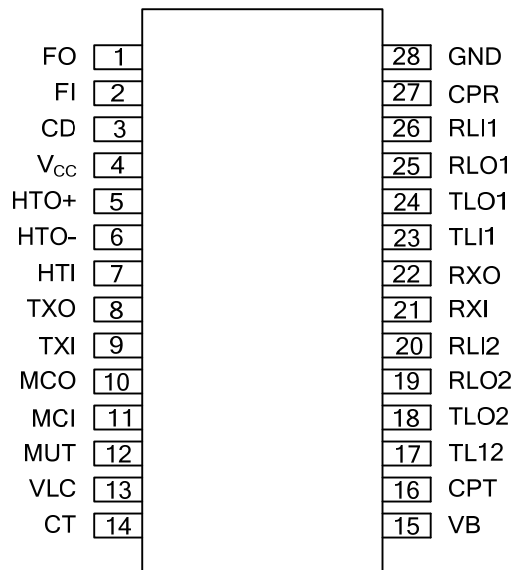 FO 1 28 GND
FI 2 27 CPR
CD 3 26 RLI1
VCC 4 25 RLO1
HTO+ 5 24 TLO1
HTO- 6 23 TLI1
HTI 7 22 RXO
TXO 8 21 RXI
TXI 9 20 RLI2
MCO 10 19 RLO2
MCI 11 18 TLO2
MUT 12 17 TL12
VLC 13 16 CPT
CT 14 15 VB